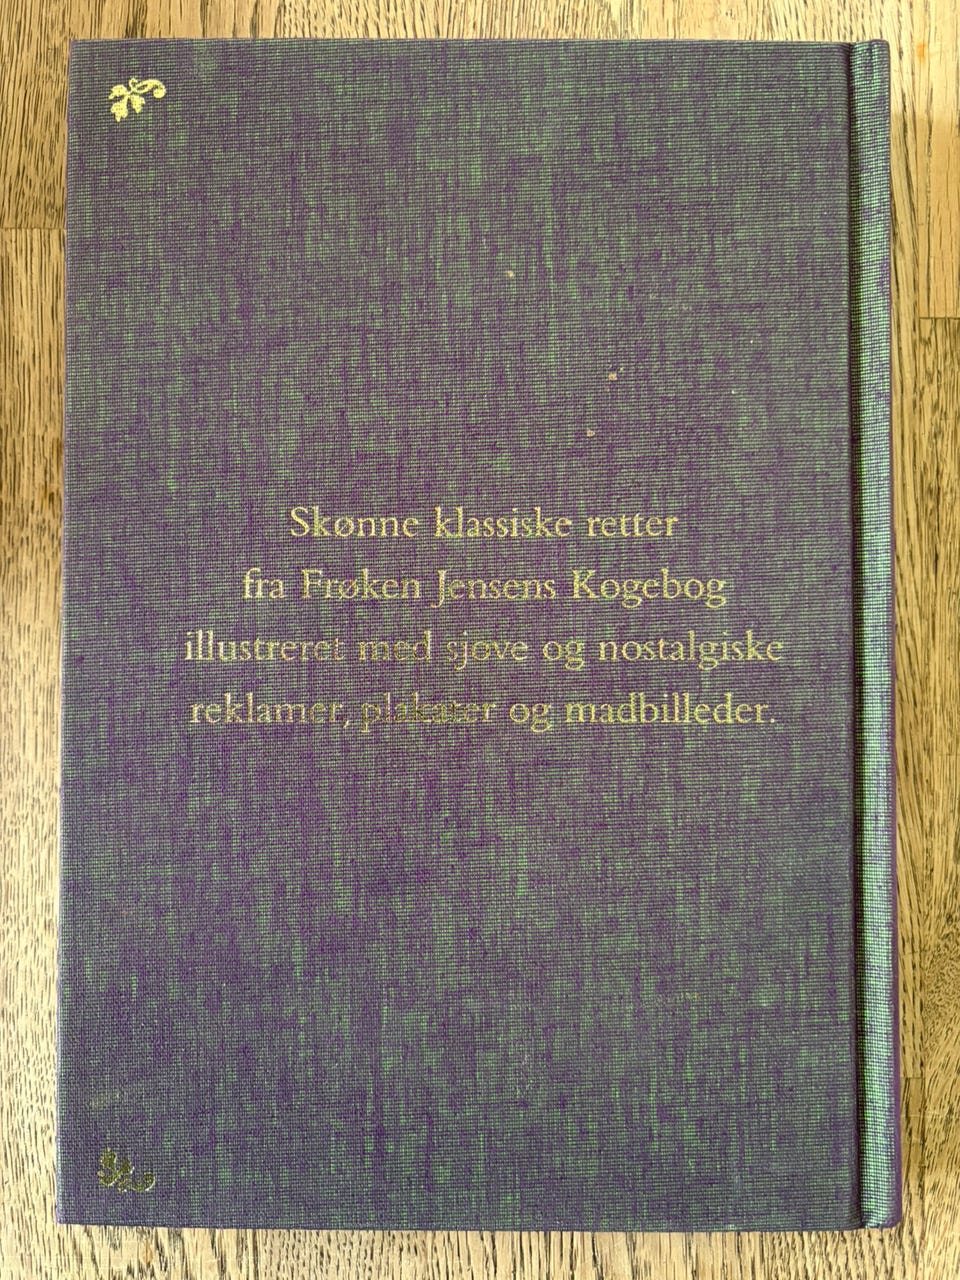 Skønne klassiske retter
fra Frøken Jensens Kogebog
illustreret med sjove og nostalgiske
reklamer, plakater og madbilleder.